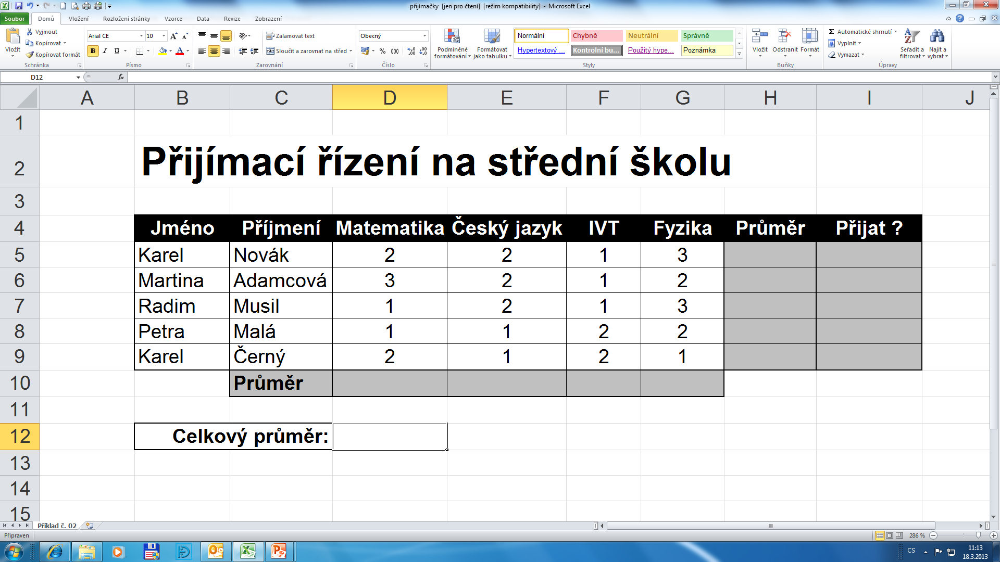 přijímačky [jen pro čtení] [režim kompatibility] - Microsoft Excel
Soubor Domů Vložení Rozložení stránky Vzorce Data Revize Zobrazení
Vložit
Vyjmout
Kopírovat
Kopírovat formát
Schránka
Arial CE 10
B I U
Písmo
Zalamovat text
Sloučit a zarovnat na střed
Zarovnání
Obecný
% 000
Číslo
Podmíněné formátování
Formátovat jako tabulku
Normální Chybně Neutrální Správně
Hypertextový ... Kontrolní bu... Použitý hype... Poznámka
Styly
Vložit Odstranit Formát
Buňky
Automatické shrnutí
Vyplnit
Vymazat
Seřadit a filtrovat
Najít a vybrat
Úpravy
D12 fx
A B C D E F G H I J
1
2 Přijímací řízení na střední školu
3
4 Jméno Příjmení Matematika Český jazyk IVT Fyzika Průměr Přijat ?
5 Karel Novák 2 2 1 3
6 Martina Adamcová 3 2 1 2
7 Radim Musil 1 2 1 3
8 Petra Malá 1 1 2 2
9 Karel Černý 2 1 2 1
10 Průměr
11
12 Celkový průměr:
13
14
15
Příklad č. 02
Připraven 286 %
CS 11:13
18.3.2013